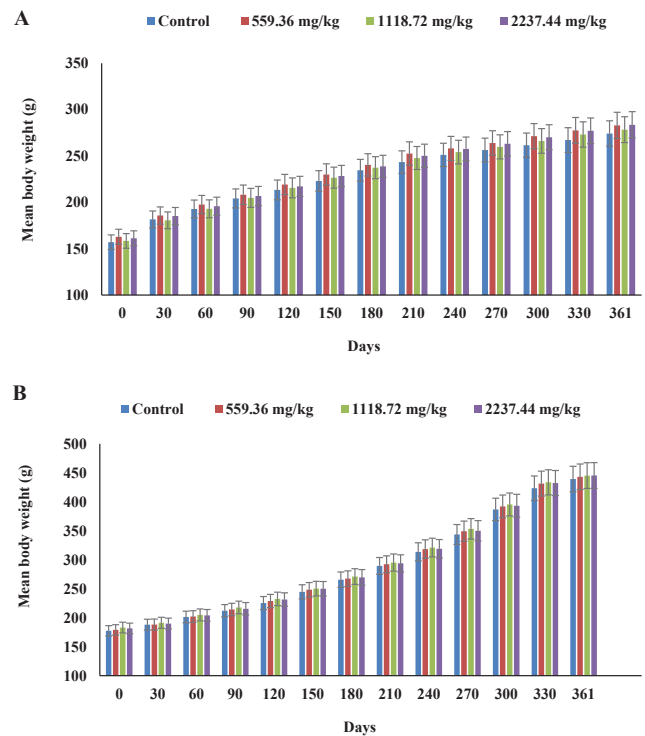 A
Control 559.36 mg/kg 1118.72 mg/kg 2237.44 mg/kg
350
300
250
200
150
100
Mean body weight (g)
0 30 60 90 120 150 180 210 240 270 300 330 361
Days
B
Control 559.36 mg/kg 1118.72 mg/kg 2237.44 mg/kg
500
450
400
350
300
250
200
150
100
Mean body weight (g)
0 30 60 90 120 150 180 210 240 270 300 330 361
Days